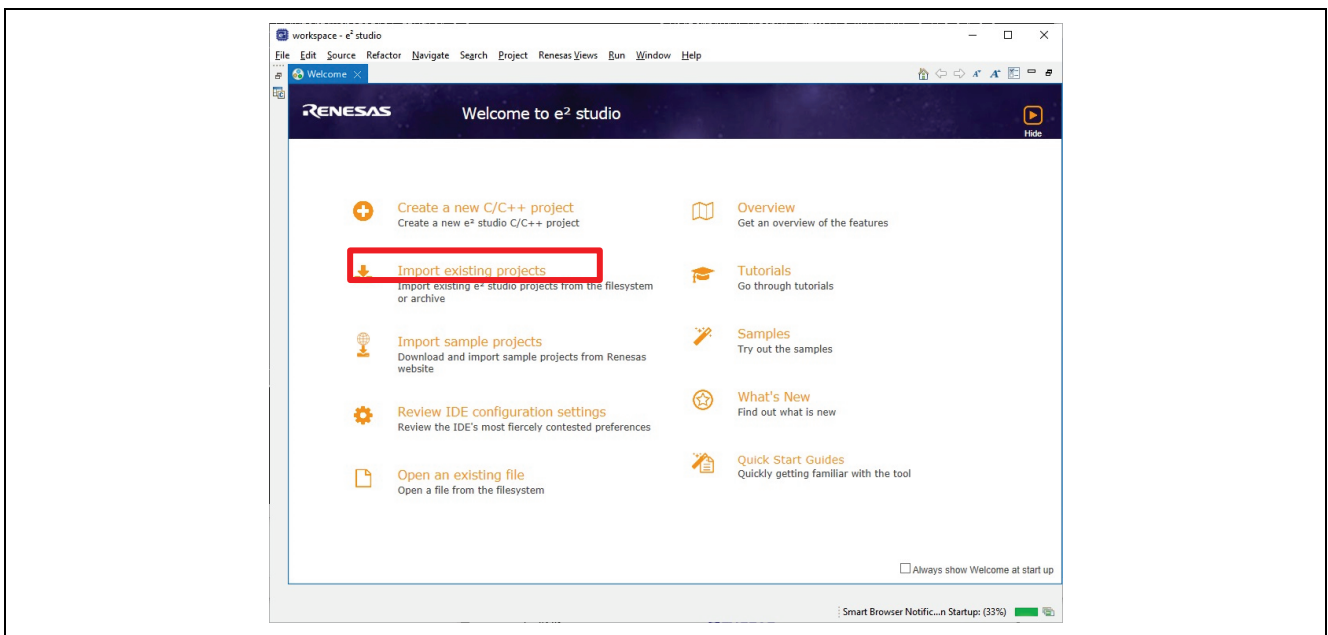 workspace - e² studio
File Edit Source Refactor Navigate Search Project Renesas Views Run Window Help
Welcome
RENESAS Welcome to e² studio
Hide
Create a new C/C++ project
Create a new e² studio C/C++ project
Import existing projects
Import existing e² studio projects from the filesystem
or archive
Import sample projects
Download and import sample projects from Renesas
website
Review IDE configuration settings
Review the IDE's most fiercely contested preferences
Open an existing file
Open a file from the filesystem
Overview
Get an overview of the features
Tutorials
Go through tutorials
Samples
Try out the samples
What's New
Find out what is new
Quick Start Guides
Quickly getting familiar with the tool
Always show Welcome at start up
Smart Browser Notific...n Startup: (33%)